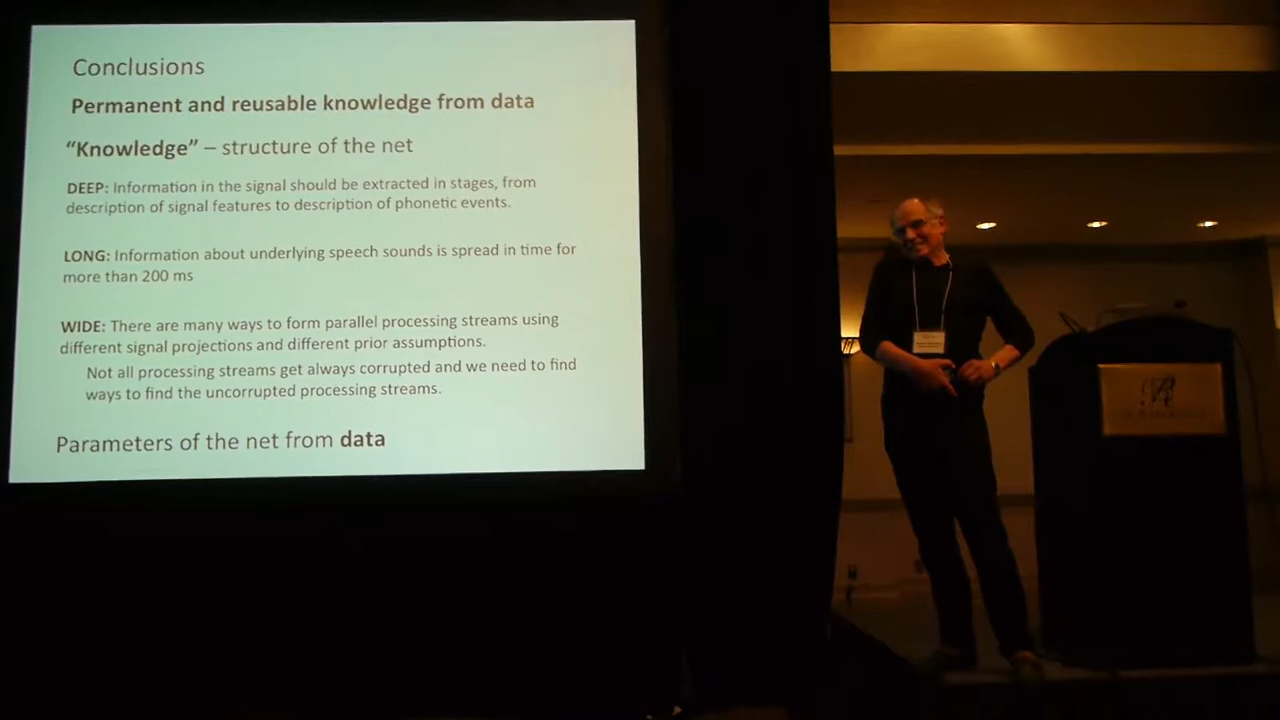 Conclusions
Permanent and reusable knowledge from data
“Knowledge” – structure of the net
DEEP: Information in the signal should be extracted in stages, from
description of signal features to description of phonetic events.
LONG: Information about underlying speech sounds is spread in time for
more than 200 ms
WIDE: There are many ways to form parallel processing streams using
different signal projections and different prior assumptions.
Not all processing streams get always corrupted and we need to find
ways to find the uncorrupted processing streams.
Parameters of the net from data